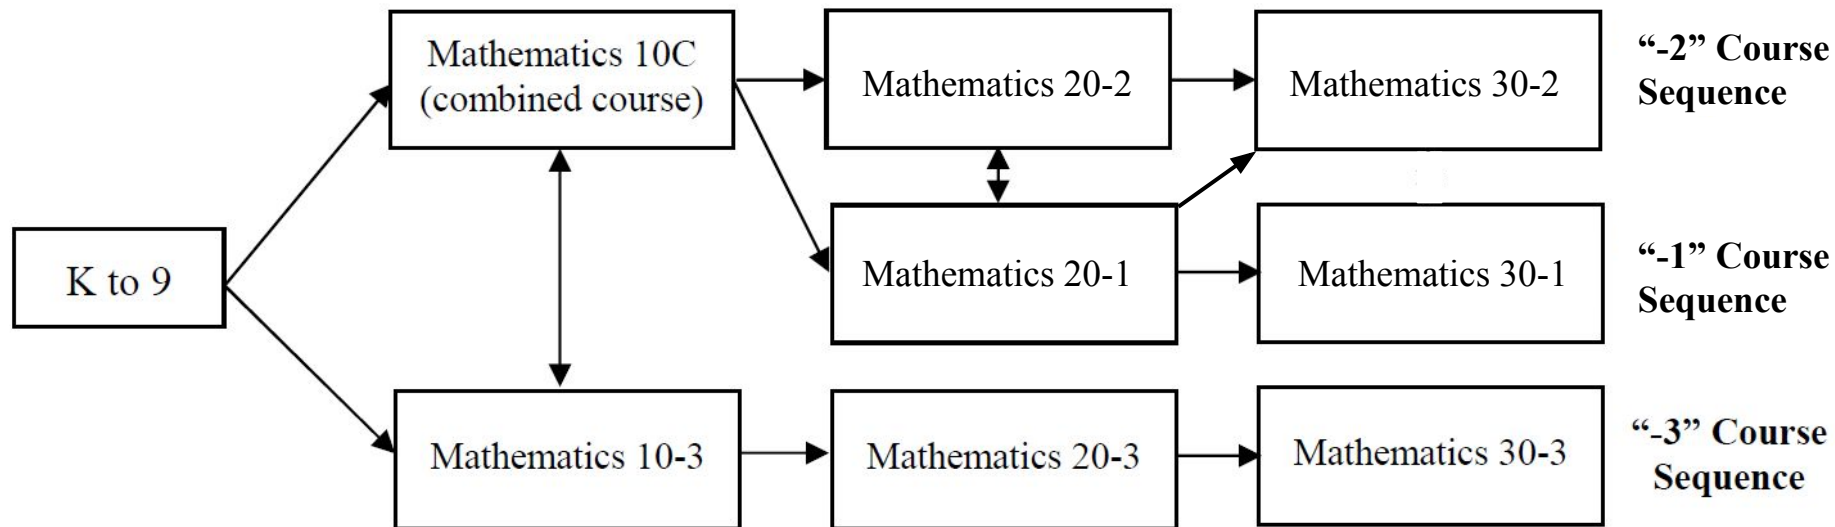 Mathematics 10C
(combined course)
Mathematics 20-2
Mathematics 30-2
“-2” Course
Sequence
K to 9
Mathematics 20-1
Mathematics 30-1
“-1” Course
Sequence
Mathematics 10-3
Mathematics 20-3
Mathematics 30-3
“-3” Course
Sequence